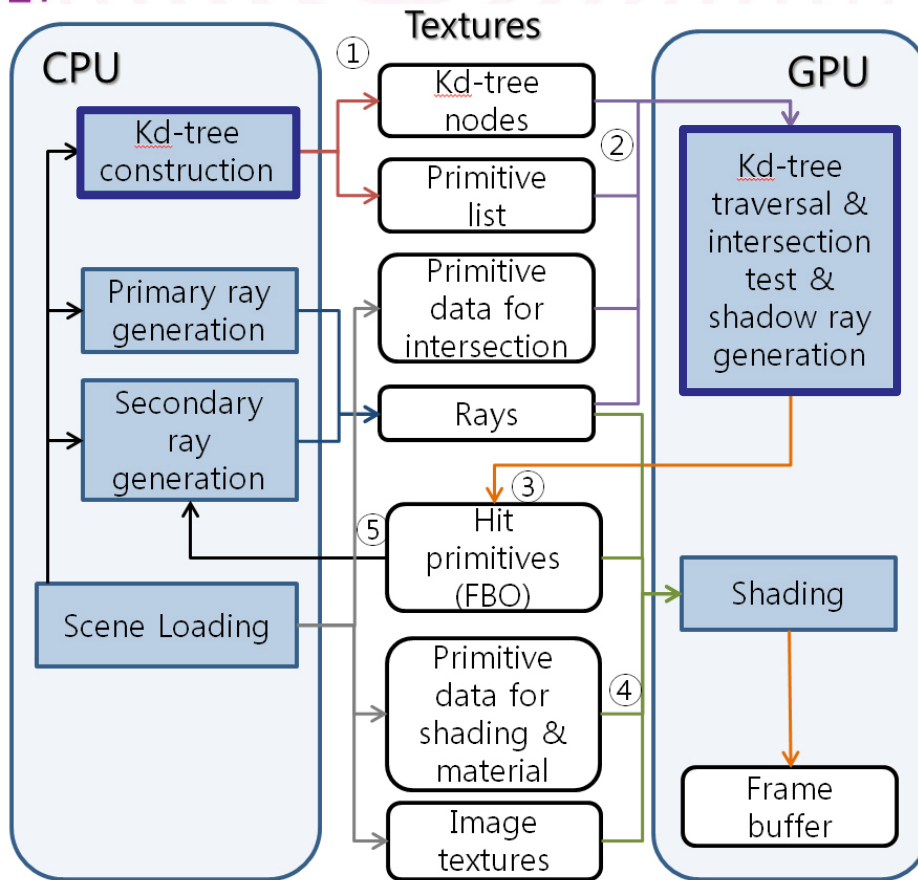 Textures
CPU
GPU
①
Kd-tree
construction
Kd-tree
nodes
②
Primitive
list
Kd-tree
traversal &
intersection
test &
shadow ray
generation
Primary ray
generation
Primitive
data for
intersection
Secondary
ray
generation
Rays
③
⑤
Hit
primitives
(FBO)
Shading
Scene Loading
Primitive
data for
shading &
material
④
Image
textures
Frame
buffer